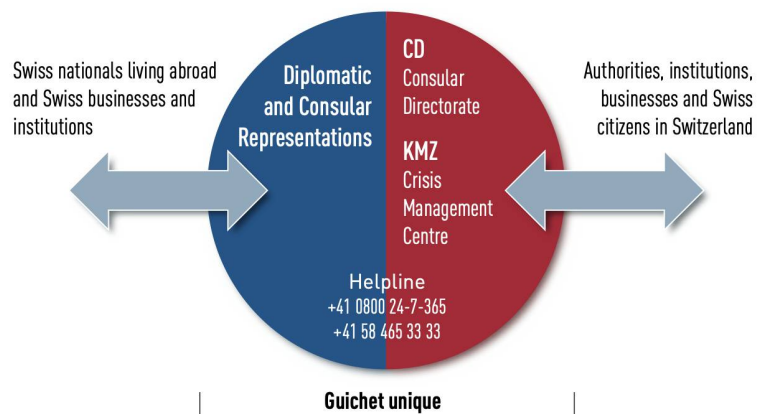 Swiss nationals living abroad
and Swiss businesses and
institutions
Diplomatic
and Consular
Representations
CD
Consular
Directorate
KMZ
Crisis
Management
Centre
Authorities, institutions,
businesses and Swiss
citizens in Switzerland
Helpline
+41 0800 24-7-365
+41 58 465 33 33
Guichet unique